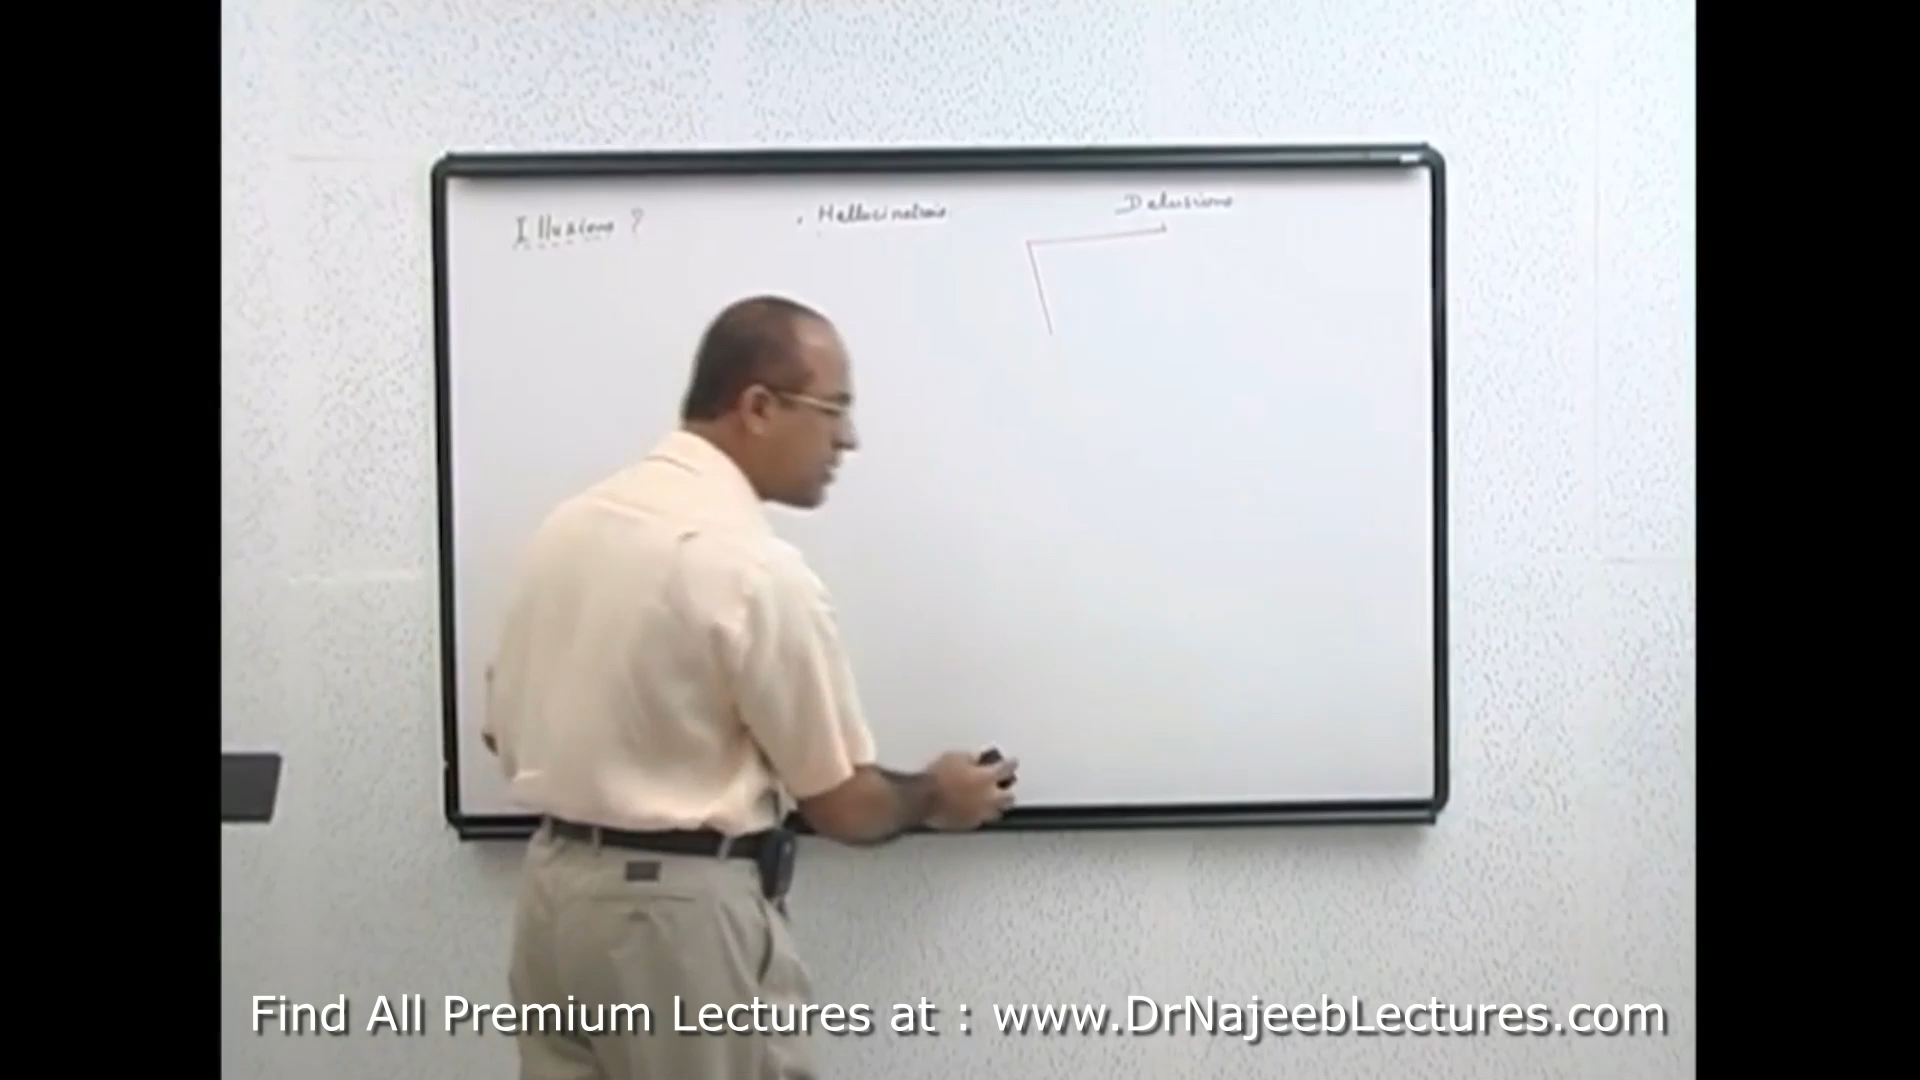 Illusions ?
. Hallucinations
Delusions
Find All Premium Lectures at : www.DrNajeebLectures.com